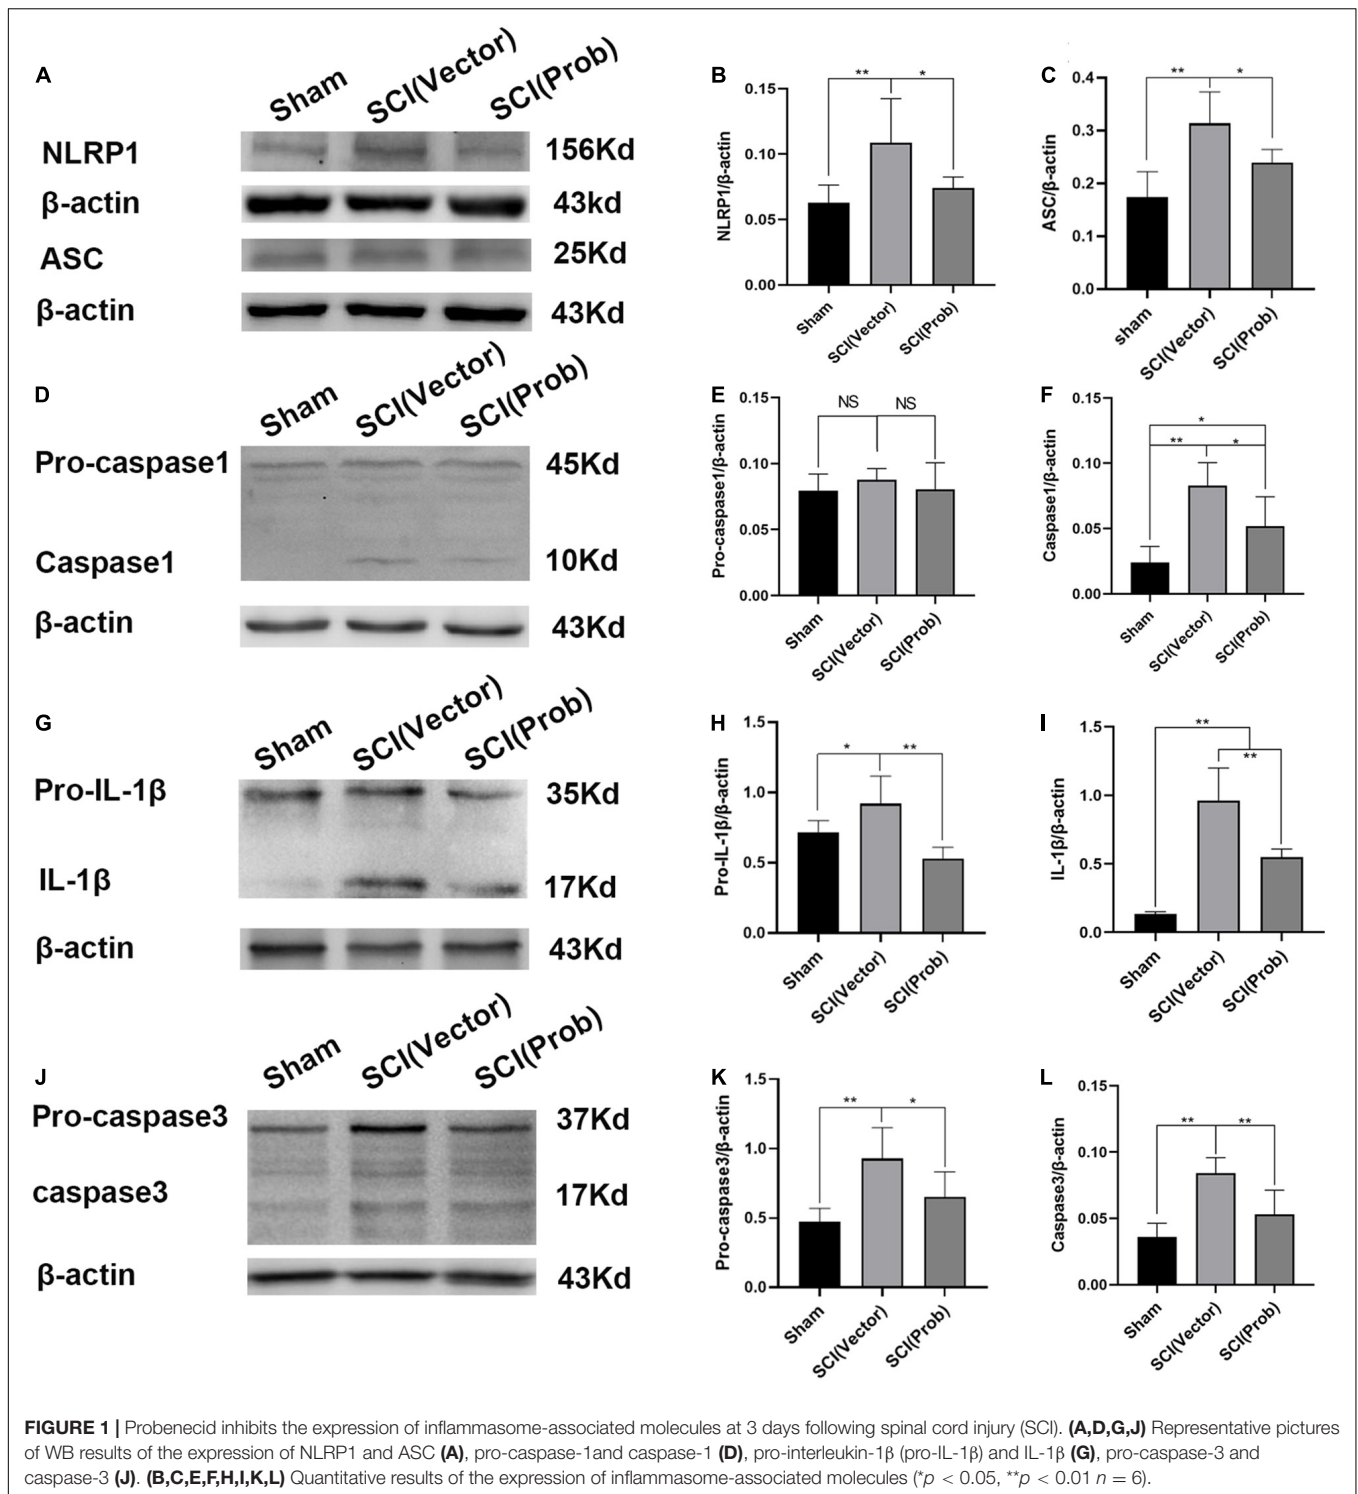 A
Sham
SCI(Vector)
SCI(Prob)
NLRP1
156Kd
β-actin
43kd
ASC
25Kd
β-actin
43Kd
B
NLRP1/β-actin
0.15
0.10
0.05
0.00
**
*
Sham
SCI(Vector)
SCI(Prob)
C
ASC/β-actin
0.4
0.3
0.2
0.1
0.0
**
*
sham
SCI(Vector)
SCI(Prob)
D
Sham
SCI(Vector)
SCI(Prob)
Pro-caspase1
45Kd
Caspase1
10Kd
β-actin
43Kd
E
Pro-caspase1/β-actin
0.15
0.10
0.05
0.00
NS
NS
Sham
SCI(Vector)
SCI(Prob)
F
Caspase1/β-actin
0.15
0.10
0.05
0.00
*
**
*
Sham
SCI(Vector)
SCI(Prob)
G
Sham
SCI(Vector)
SCI(Prob)
Pro-IL-1β
35Kd
IL-1β
17Kd
β-actin
43Kd
H
Pro-IL-1β/β-actin
1.5
1.0
0.5
0.0
*
**
Sham
SCI(Vector)
SCI(Prob)
I
IL-1β/β-actin
1.5
1.0
0.5
0.0
**
**
Sham
SCI(Vector)
SCI(Prob)
J
Sham
SCI(Vector)
SCI(Prob)
Pro-caspase3
37Kd
caspase3
17Kd
β-actin
43Kd
K
Pro-caspase3/β-actin
1.5
1.0
0.5
0.0
**
*
Sham
SCI(Vector)
SCI(Prob)
L
Caspase3/β-actin
0.15
0.10
0.05
0.00
**
**
Sham
SCI(Vector)
SCI(Prob)
FIGURE 1 | Probenecid inhibits the expression of inflammasome-associated molecules at 3 days following spinal cord injury (SCI). (A,D,G,J) Representative pictures
of WB results of the expression of NLRP1 and ASC (A), pro-caspase-1and caspase-1 (D), pro-interleukin-1β (pro-IL-1β) and IL-1β (G), pro-caspase-3 and
caspase-3 (J). (B,C,E,F,H,I,K,L) Quantitative results of the expression of inflammasome-associated molecules (*p < 0.05, **p < 0.01 n = 6).